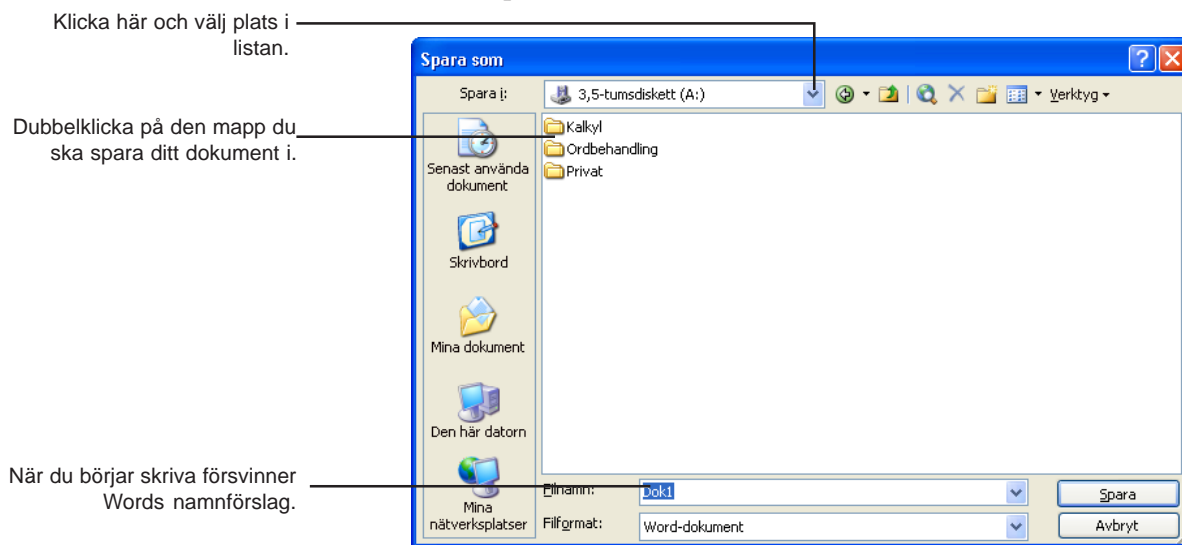 Klicka här och välj plats i
listan.
Spara som
Spara i:
3,5-tumsdiskett (A:)
Verktyg
Dubbelklicka på den mapp du
ska spara ditt dokument i.
Kalkyl
Ordbehandling
Privat
Senast använda
dokument
Skrivbord
Mina dokument
Den här datorn
Mina
nätverksplatser
När du börjar skriva försvinner
Words namnförslag.
Filnamn:
Dok1
Spara
Filformat:
Word-dokument
Avbryt